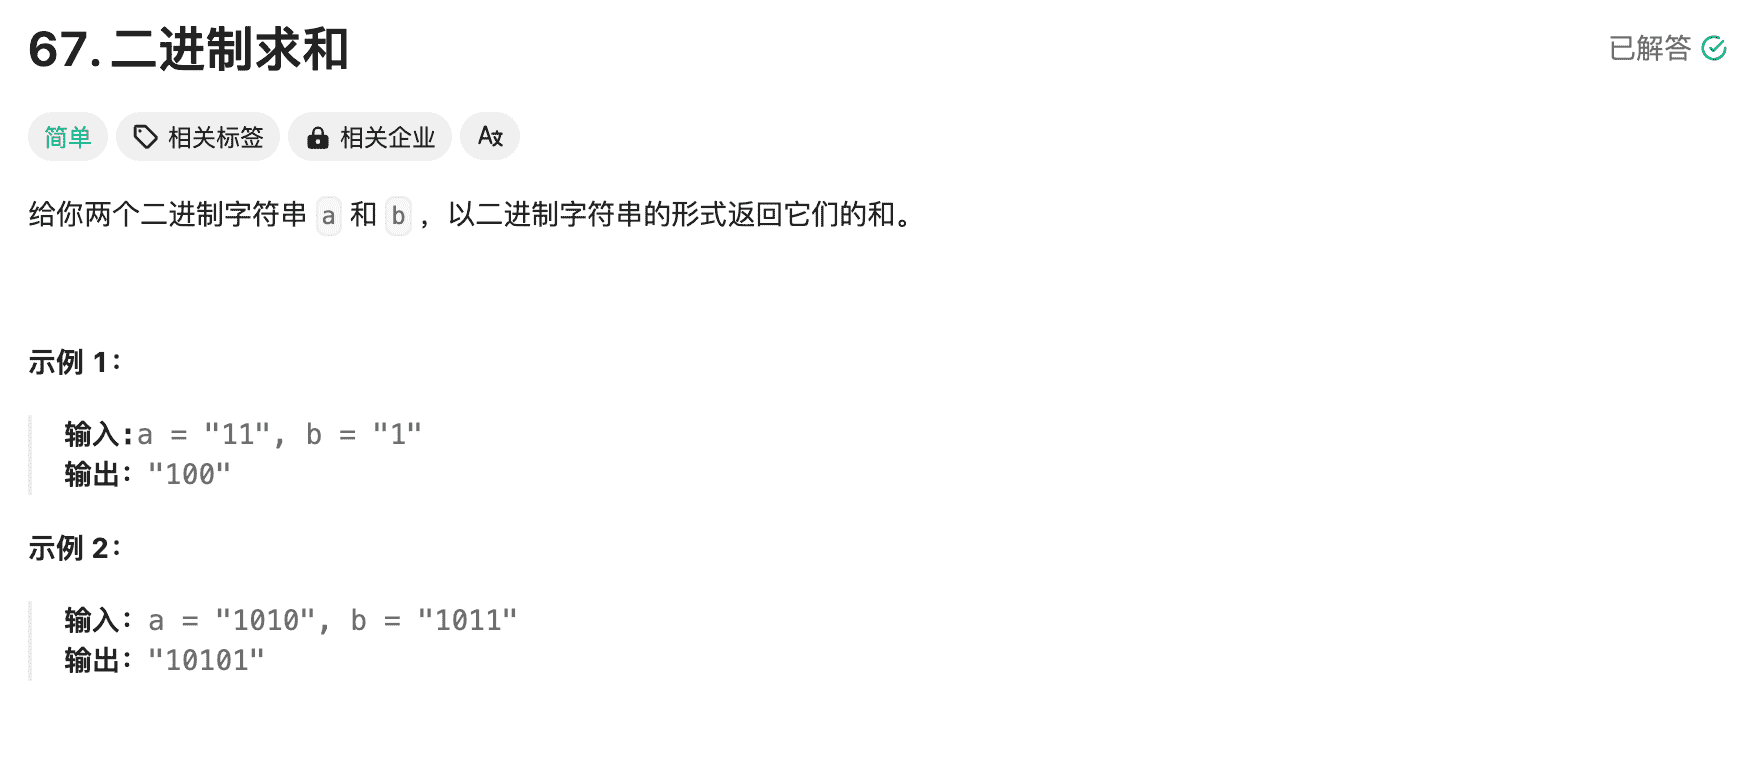 67. 二进制求和
已解答
简单 相关标签 相关企业 A文
给你两个二进制字符串 a 和 b ，以二进制字符串的形式返回它们的和。
示例 1：
输入:a = "11", b = "1"
输出："100"
示例 2：
输入：a = "1010", b = "1011"
输出："10101"